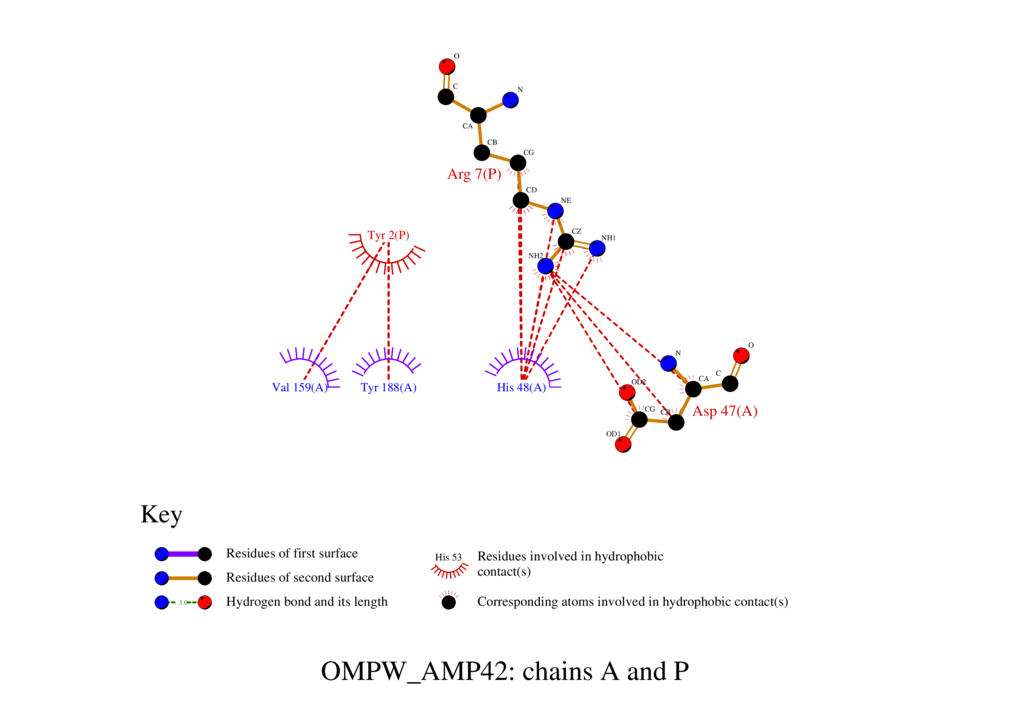 O
C
N
CA
CB
CG
Arg 7(P)
CD
NE
CZ
NH1
NH2
Tyr 2(P)
Val 159(A)
Tyr 188(A)
His 48(A)
N
O
C
CA
OD2
CG
CB
OD1
Asp 47(A)
Key
Residues of first surface
Residues of second surface
3.0
Hydrogen bond and its length
His 53
Residues involved in hydrophobic
contact(s)
Corresponding atoms involved in hydrophobic contact(s)
OMPW_AMP42: chains A and P